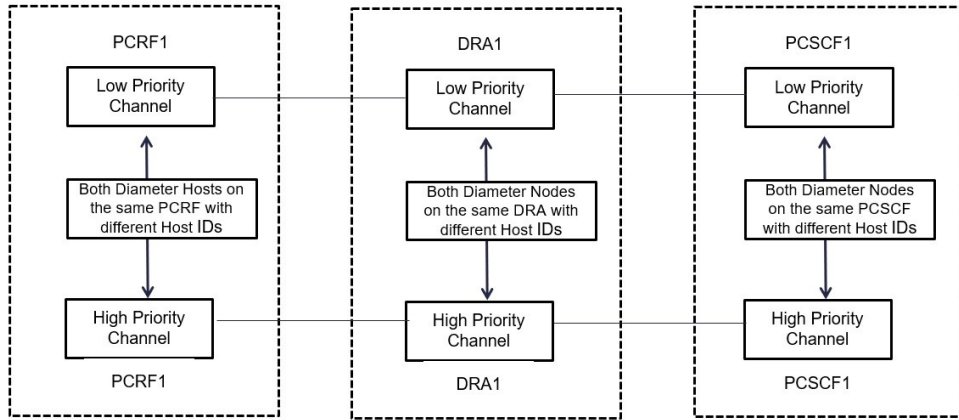 PCRF1
Low Priority
Channel
Both Diameter Hosts on
the same PCRF with
different Host IDs
High Priority
Channel
PCRF1
DRA1
Low Priority
Channel
Both Diameter Nodes
on the same DRA with
different Host IDs
High Priority
Channel
DRA1
PCSCF1
Low Priority
Channel
Both Diameter Nodes
on the same PCSCF
with different Host IDs
High Priority
Channel
PCSCF1